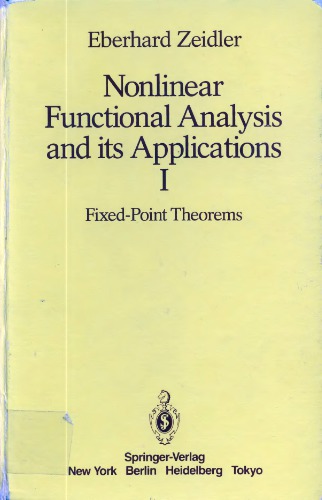 Eberhard Zeidler
Nonlinear
Functional Analysis
and its Applications
I
Fixed-Point Theorems
S
Springer-Verlag
New York Berlin Heidelberg Tokyo